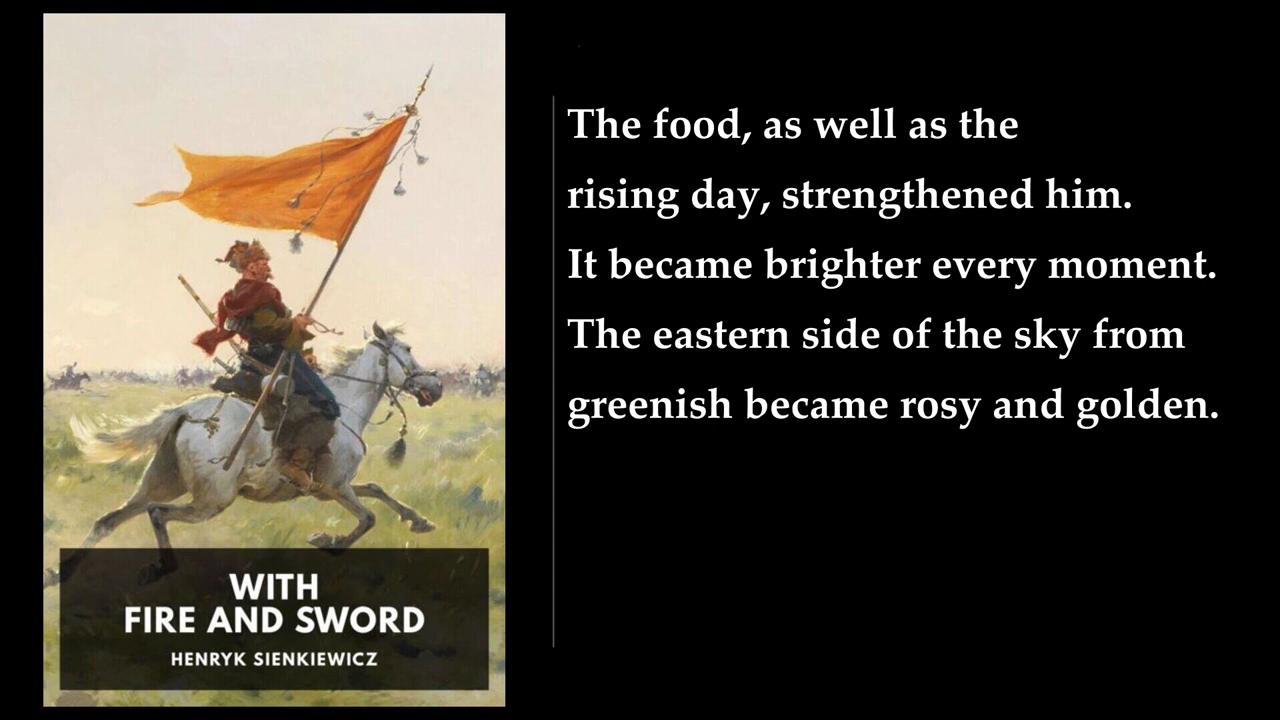 WITH
FIRE AND SWORD
HENRYK SIENKIEWICZ
The food, as well as the
rising day, strengthened him.
It became brighter every moment.
The eastern side of the sky from
greenish became rosy and golden.